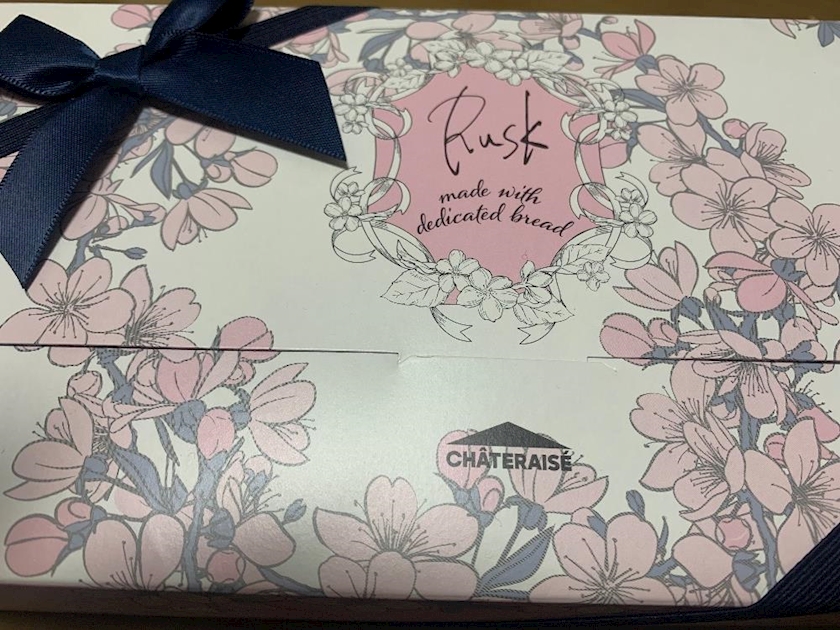 Rusk
made with
dedicated bread
CHÂTERAISÉ